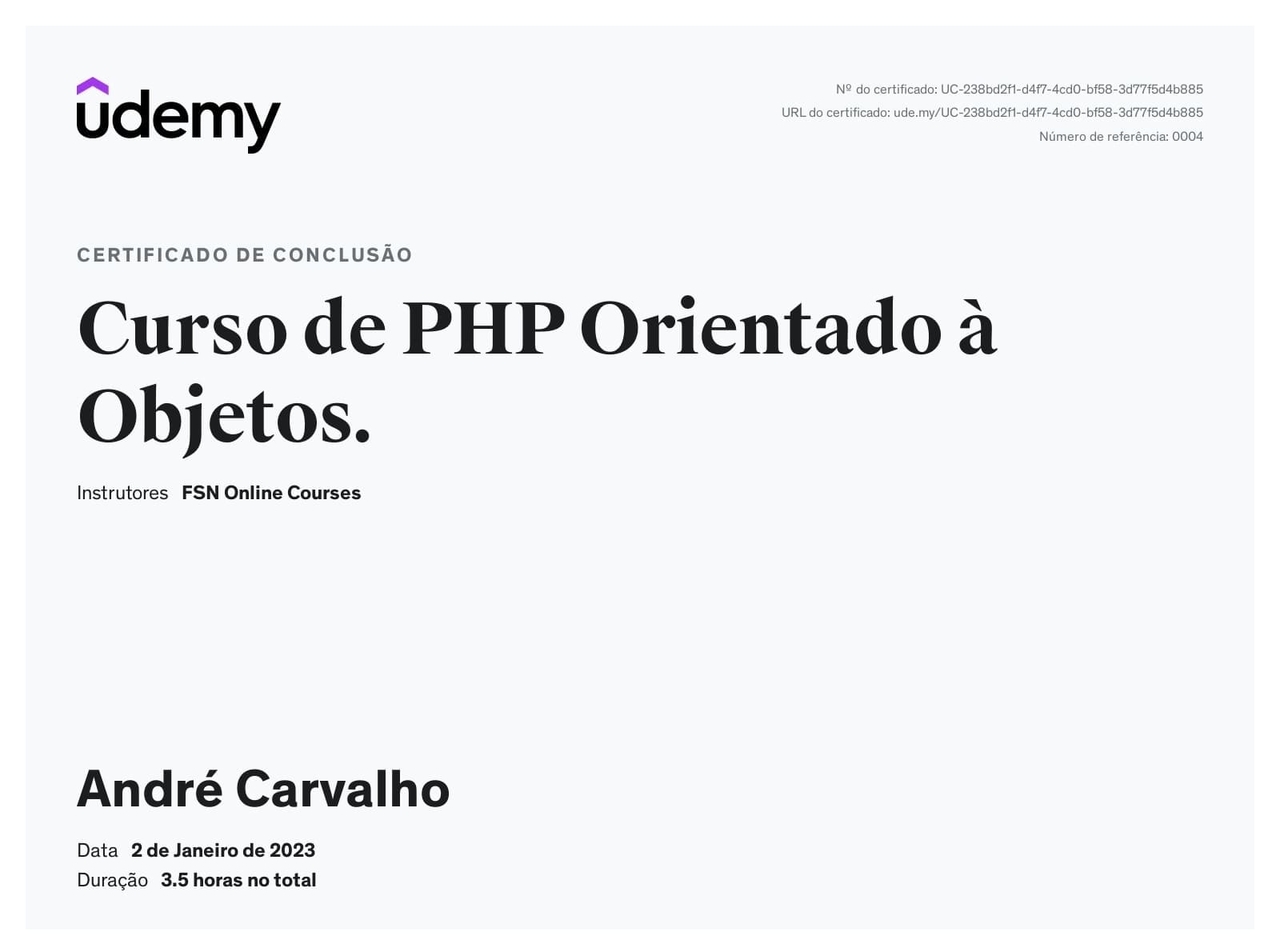 udemy
Nº do certificado: UC-238bd2f1-d4f7-4cd0-bf58-3d77f5d4b885
URL do certificado: ude.my/UC-238bd2f1-d4f7-4cd0-bf58-3d77f5d4b885
Número de referência: 0004
CERTIFICADO DE CONCLUSÃO
Curso de PHP Orientado à
Objetos.
Instrutores FSN Online Courses
André Carvalho
Data 2 de Janeiro de 2023
Duração 3.5 horas no total